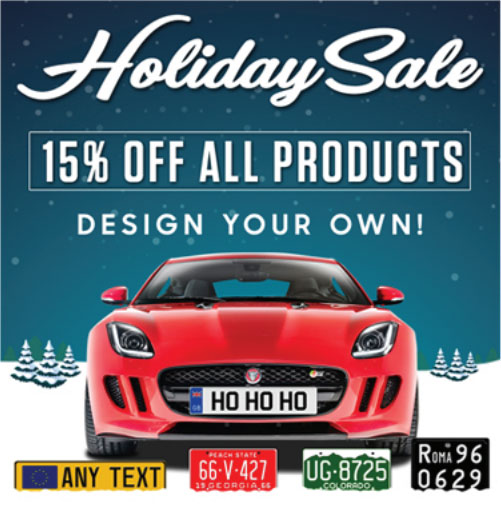 Holiday Sale
15% OFF ALL PRODUCTS
DESIGN YOUR OWN!
GB HO HO HO
ANY TEXT
PEACH STATE
66-V-427
19 GEORGIA 66
UG-8725
COLORADO
ROMA 96
0629